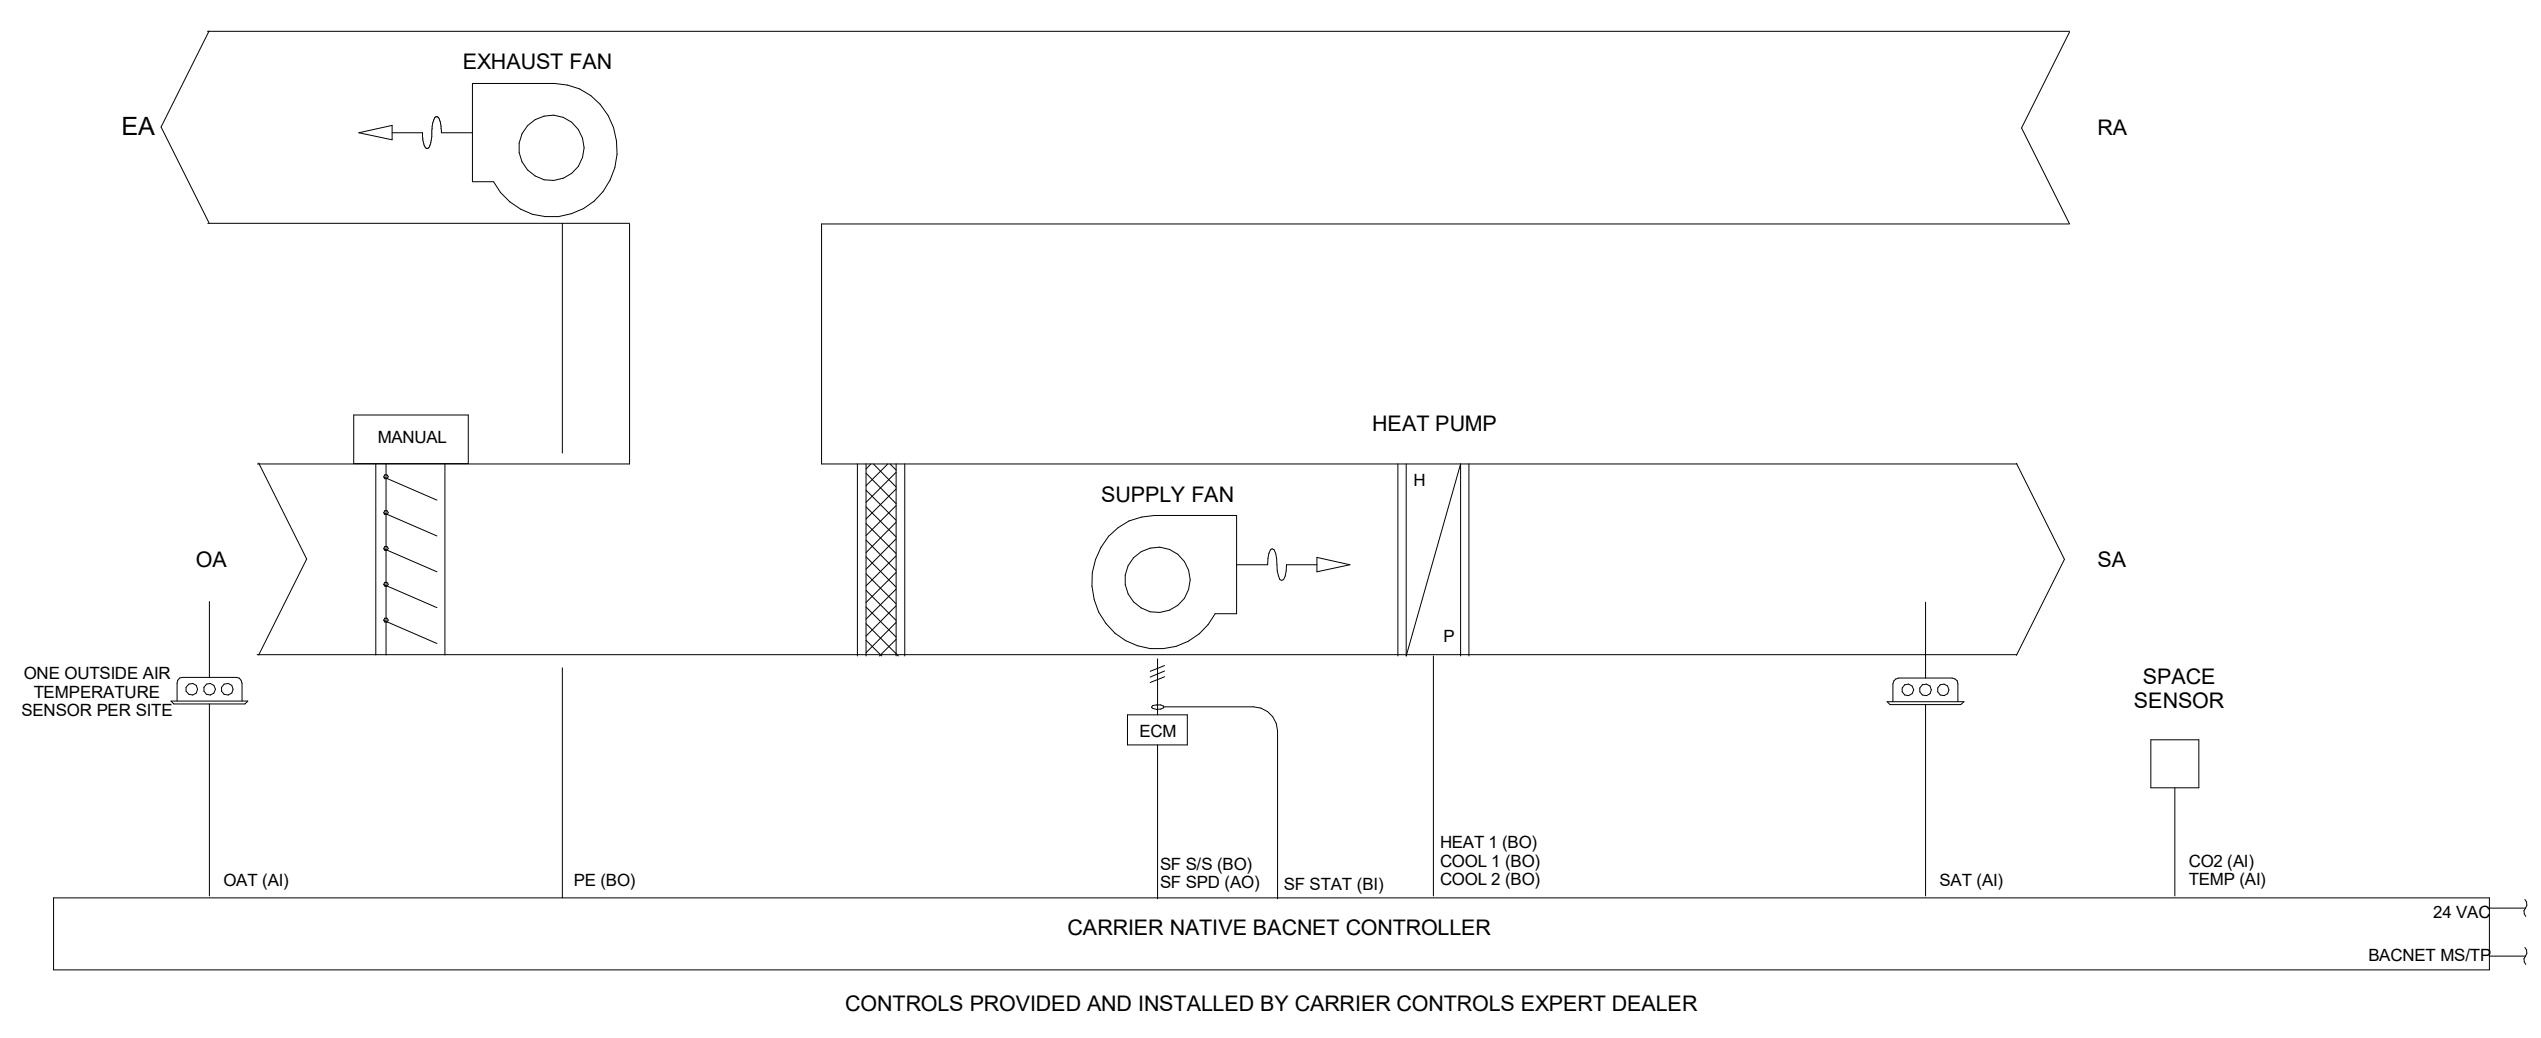 EXHAUST FAN
EA
RA
MANUAL
HEAT PUMP
H
SUPPLY FAN
OA
SA
P
ONE OUTSIDE AIR
TEMPERATURE
SENSOR PER SITE
SPACE
SENSOR
ECM
OAT (AI)
PE (BO)
SF S/S (BO)
SF SPD (AO)
SF STAT (BI)
HEAT 1 (BO)
COOL 1 (BO)
COOL 2 (BO)
SAT (AI)
CO2 (AI)
TEMP (AI)
24 VAC
CARRIER NATIVE BACNET CONTROLLER
BACNET MS/TP
CONTROLS PROVIDED AND INSTALLED BY CARRIER CONTROLS EXPERT DEALER